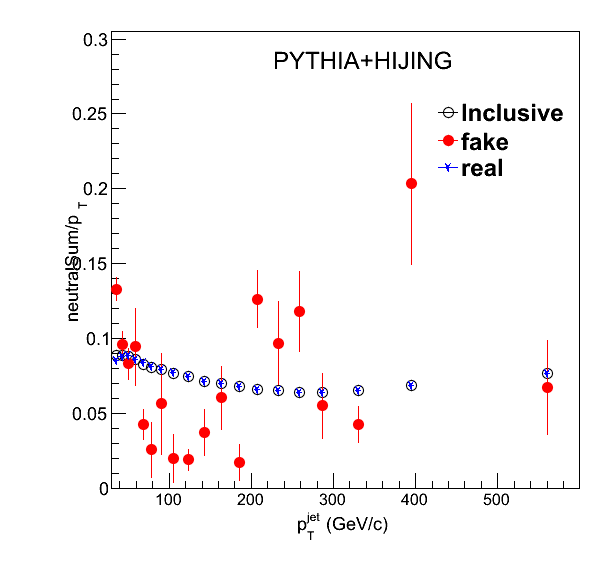 0.3
PYTHIA+HIJING
0.25
Inclusive
fake
real
0.2
neutralSum/p T
0.15
0.1
0.05
0
100 200 300 400 500
p T jet (GeV/c)